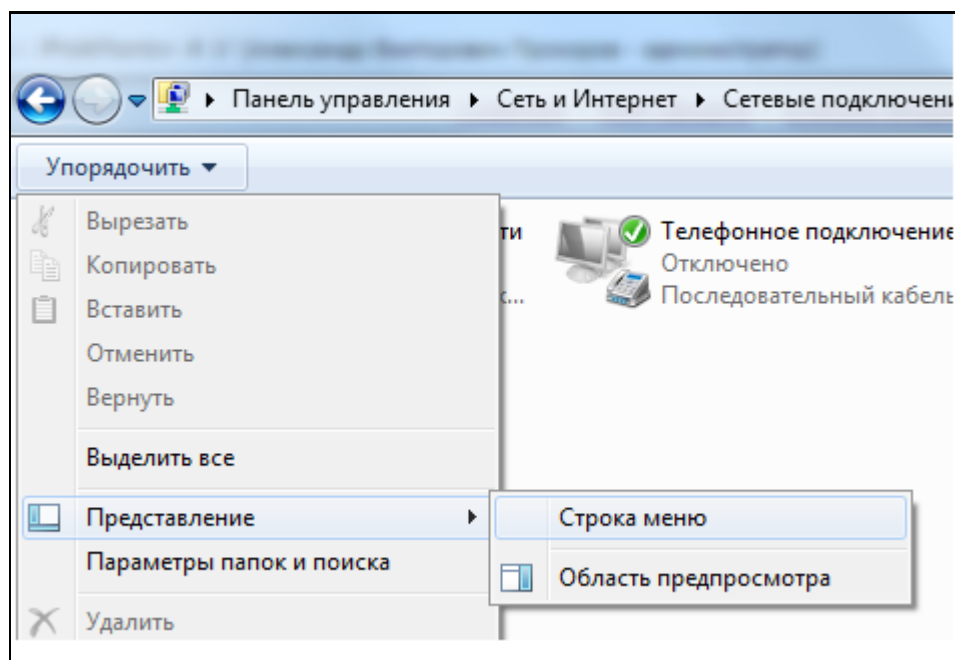 Панель управления Сеть и Интернет Сетевые подключени
Упорядочить
Вырезать
Копировать
Вставить
Отменить
Вернуть
Выделить все
Представление
Параметры папок и поиска
Удалить
Строка меню
Область предпросмотра
ти
с...
Телефонное подключение
Отключено
Последовательный кабель